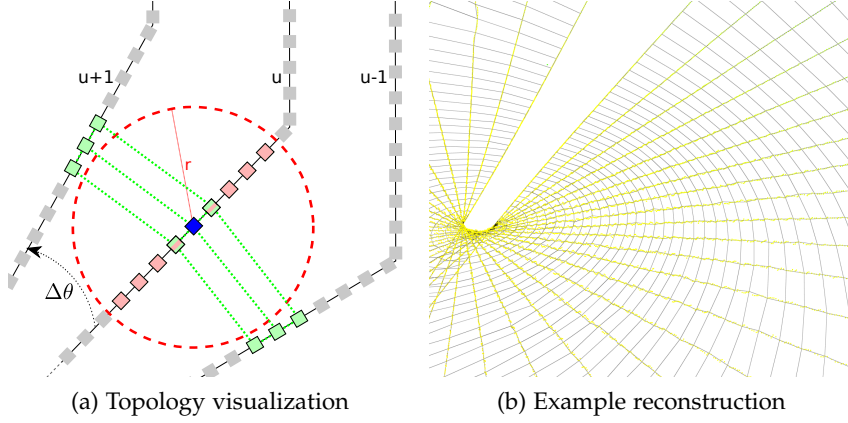 u+1
u
u-1
r
Δθ
(a) Topology visualization
(b) Example reconstruction